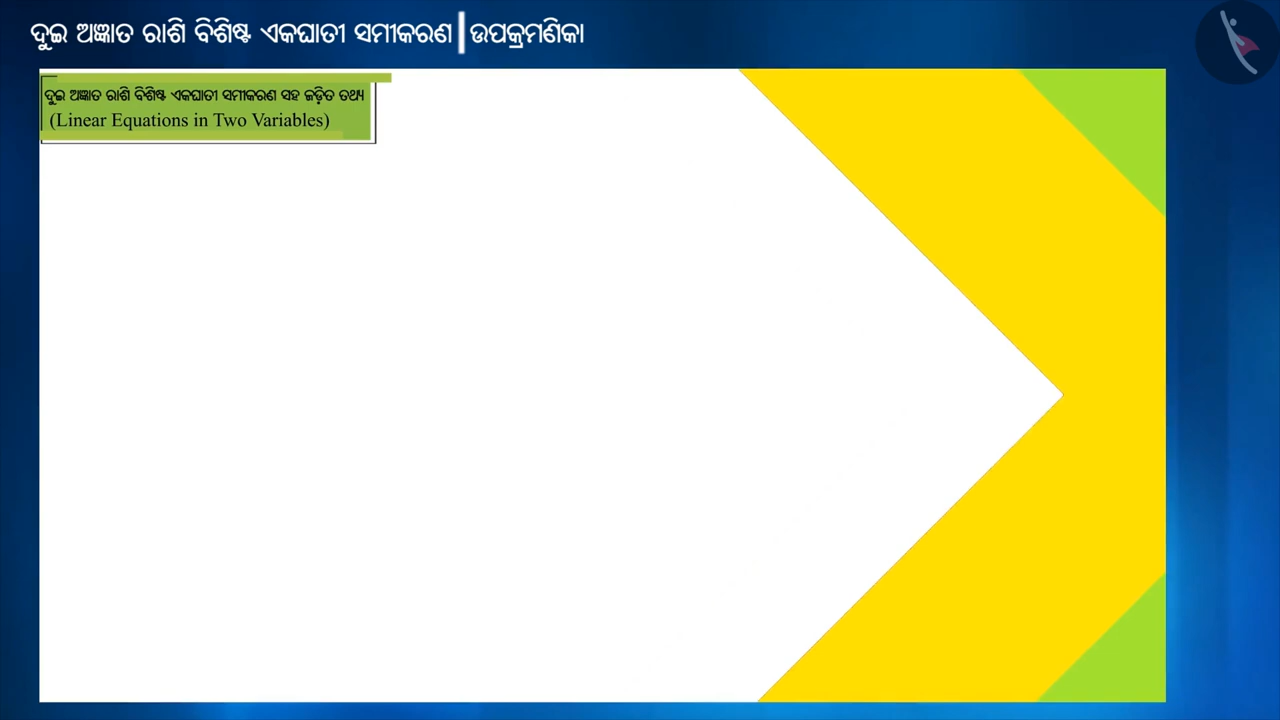 ଦୁଇ ଅଜ୍ଞାତ ରାଶି ବିଶିଷ୍ଟ ଏକଘାତୀ ସମୀକରଣ | ଉପକ୍ରମଣିକା
ଦୁଇ ଅଜ୍ଞାତ ରାଶି ବିଶିଷ୍ଟ ଏକଘାତୀ ସମୀକରଣ ସହ ଜଡ଼ିତ ତଥ୍ୟ
(Linear Equations in Two Variables)